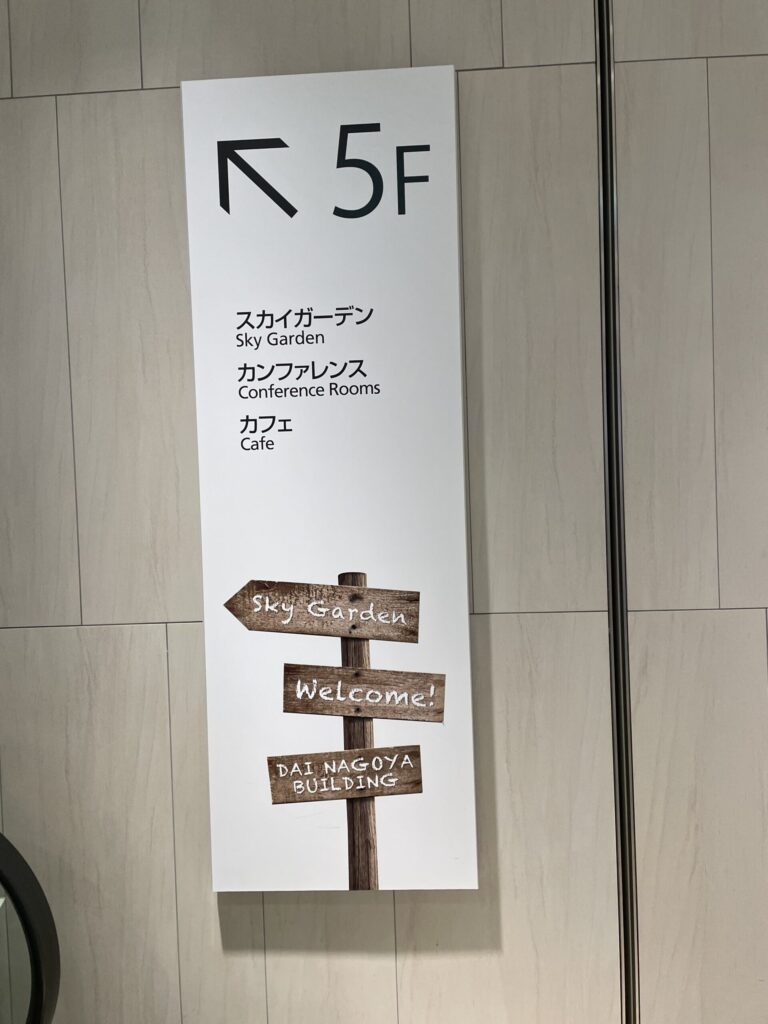 5F
スカイガーデン
Sky Garden
カンファレンス
Conference Rooms
カフェ
Cafe
Sky Garden
Welcome!
DAI NAGOYA
BUILDING